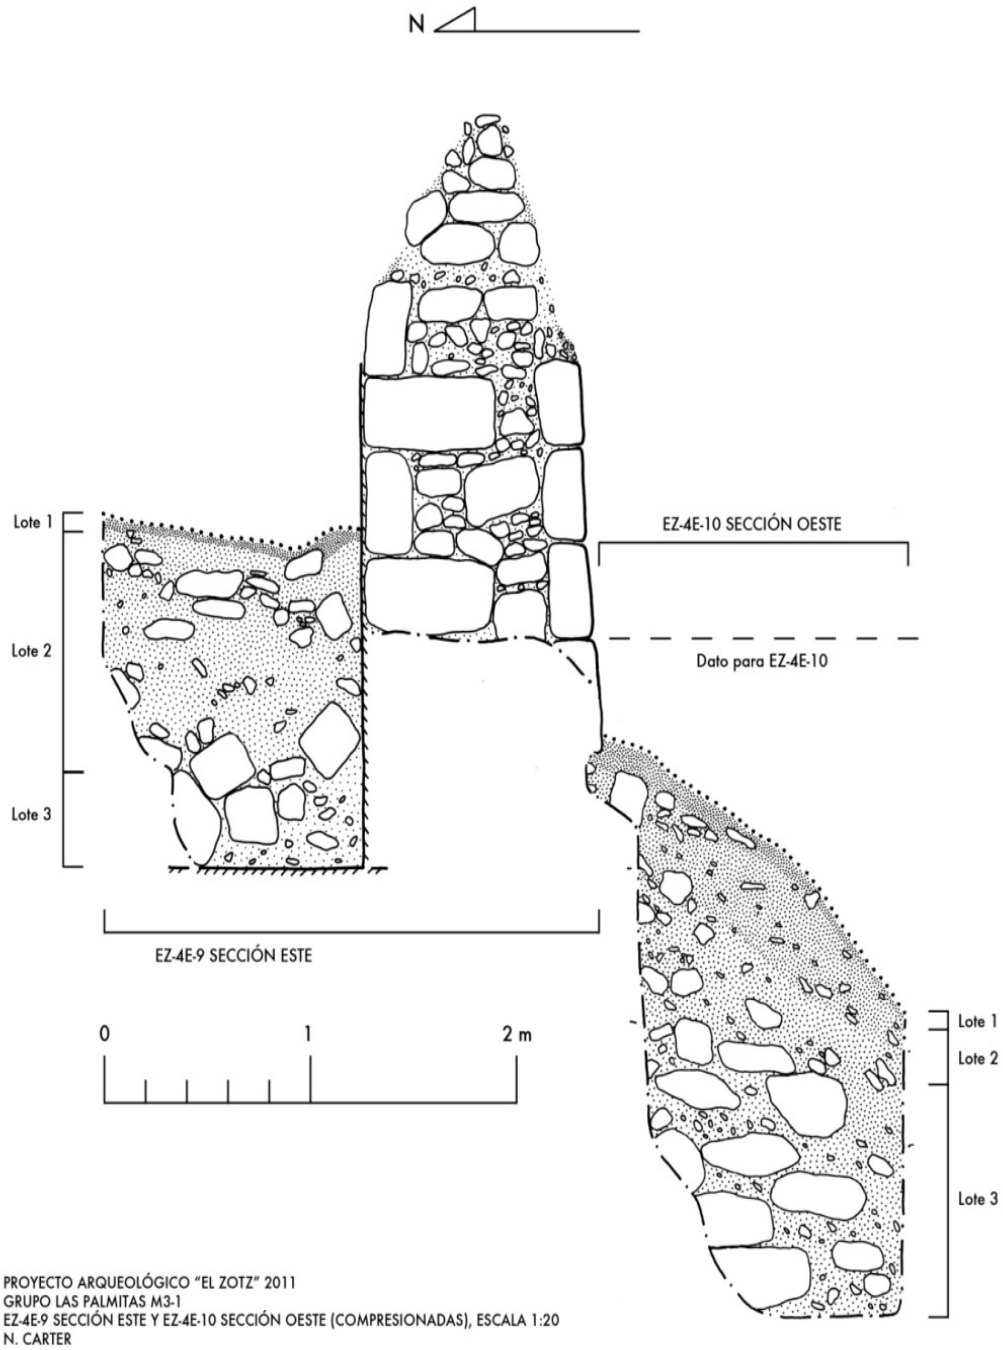 N
Lote 1
EZ-4E-10 SECCIÓN OESTE
Lote 2
Dato para EZ-4E-10
Lote 3
EZ-4E-9 SECCIÓN ESTE
0 1 2 m
Lote 1
Lote 2
Lote 3
PROYECTO ARQUEOLÓGICO "EL ZOTZ" 2011
GRUPO LAS PALMITAS M3-1
EZ-4E-9 SECCIÓN ESTE Y EZ-4E-10 SECCIÓN OESTE (COMPRESIONADAS), ESCALA 1:20
N. CARTER